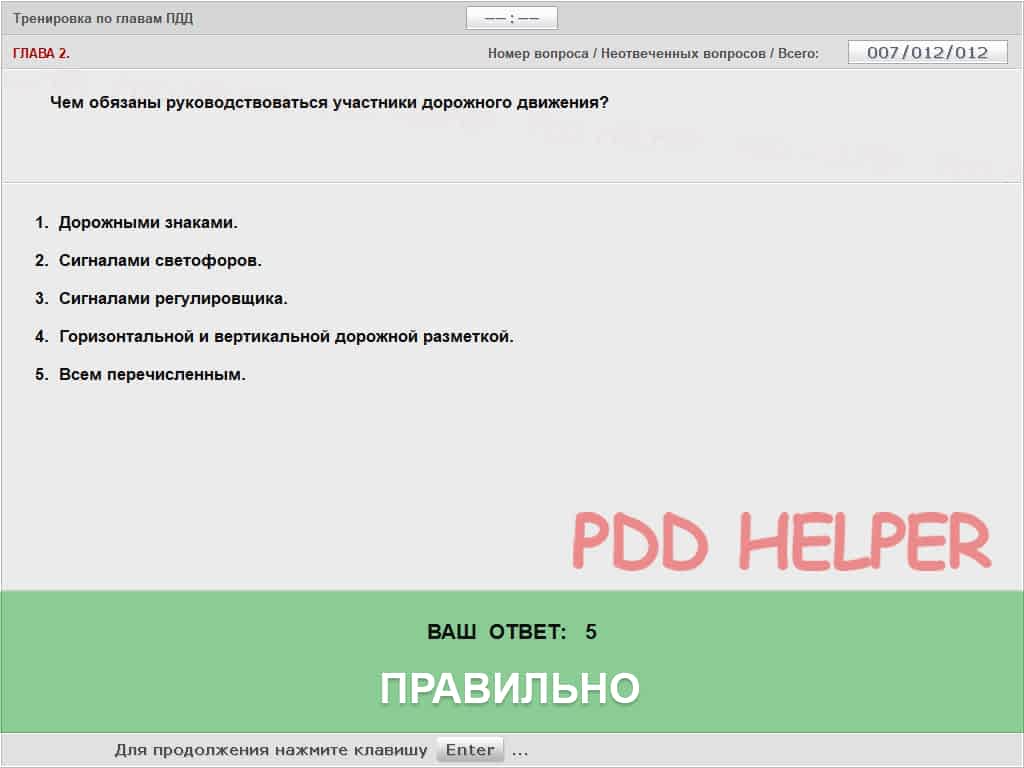 Тренировка по главам ПДД
−− : −−
ГЛАВА 2.
Номер вопроса / Неотвеченных вопросов / Всего: 007/012/012
Чем обязаны руководствоваться участники дорожного движения?
1. Дорожными знаками.
2. Сигналами светофоров.
3. Сигналами регулировщика.
4. Горизонтальной и вертикальной дорожной разметкой.
5. Всем перечисленным.
PDD HELPER
ВАШ ОТВЕТ: 5
ПРАВИЛЬНО
Для продолжения нажмите клавишу Enter ...